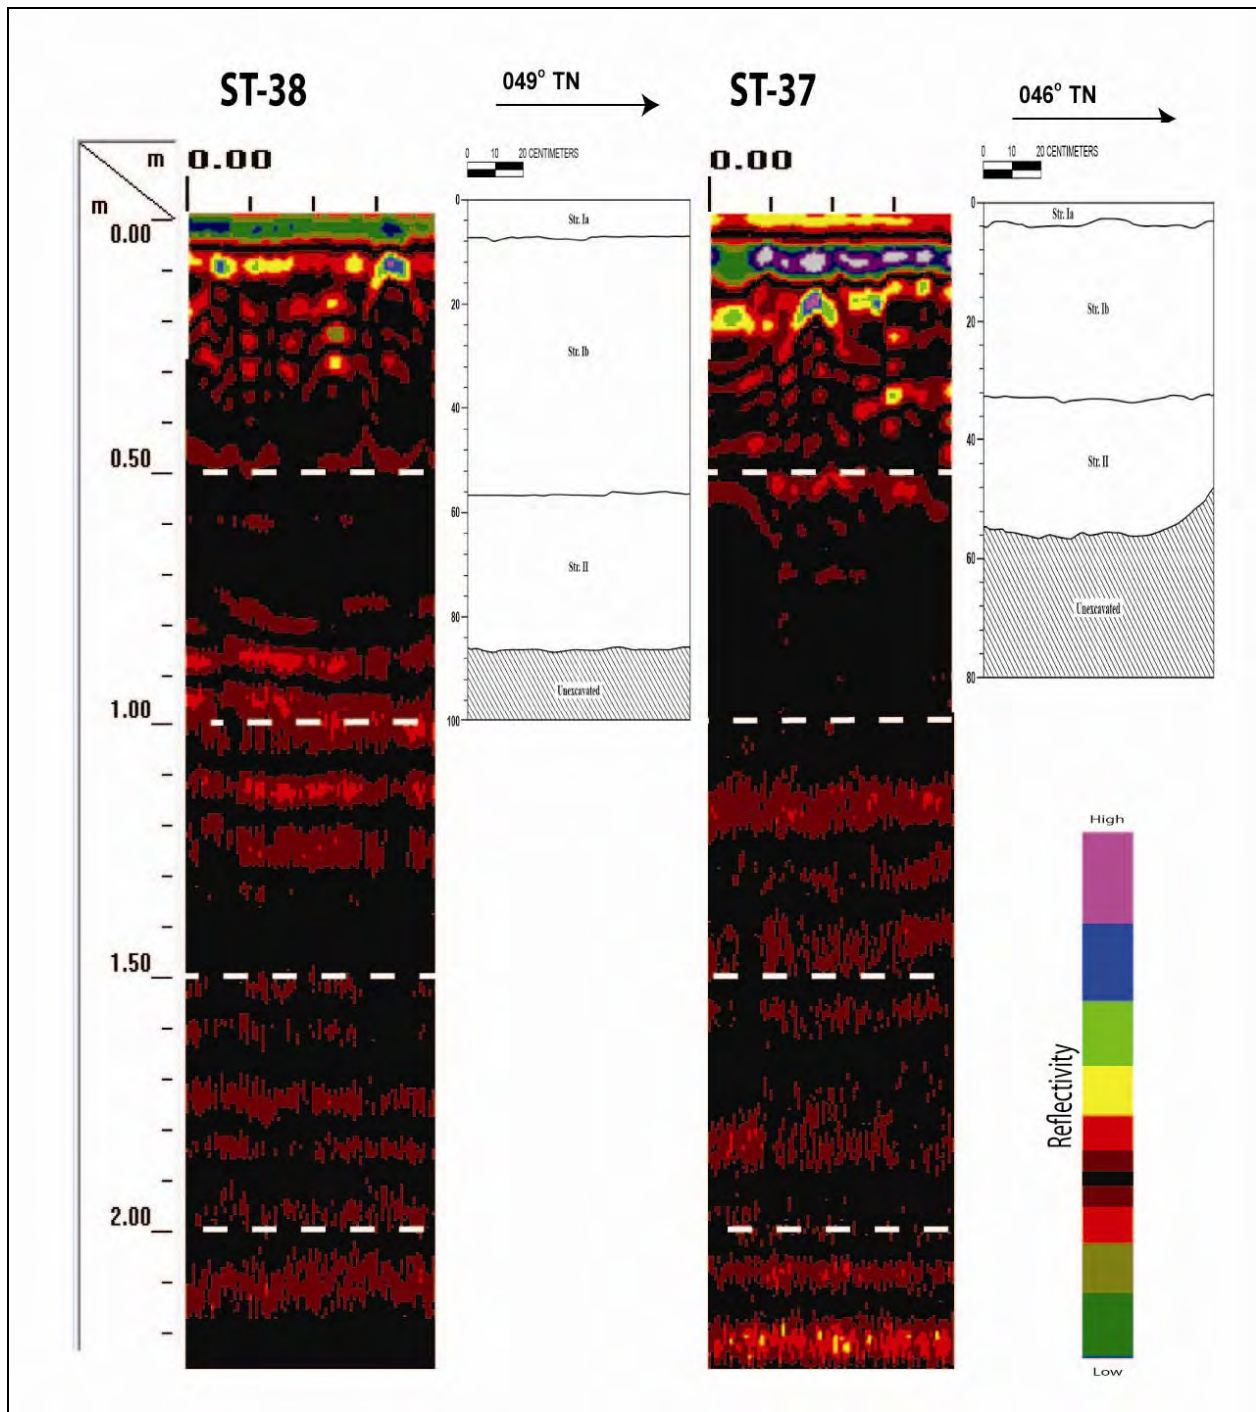 ST-38
049° TN
ST-37
046° TN
m
0.00
0 10 20 CENTIMETERS
0.00
0 10 20 CENTIMETERS
m
0.00
0.50
1.00
1.50
2.00
0
20
40
60
80
100
Str. Ia
Str. Ib
Str. II
Unexcavated
0
20
40
60
80
Str. Ia
Str. Ib
Str. II
Unexcavated
High
Reflectivity
Low